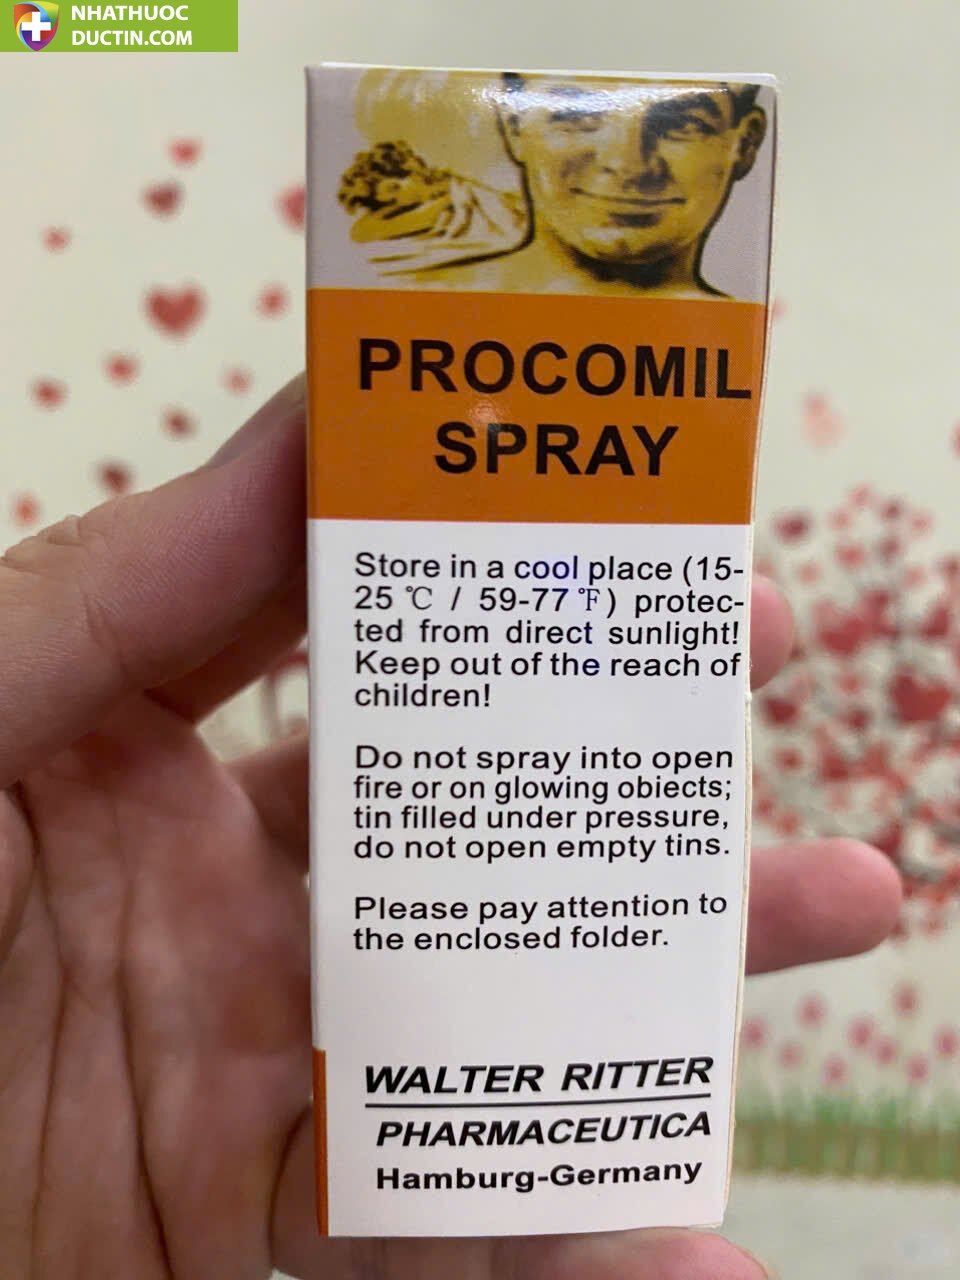 NHATHUOC
DUCTIN.COM
PROCOMIL
SPRAY
Store in a cool place (15-
25 ℃ / 59-77 ℉) protec-
ted from direct sunlight!
Keep out of the reach of
children!
Do not spray into open
fire or on glowing obiects;
tin filled under pressure,
do not open empty tins.
Please pay attention to
the enclosed folder.
WALTER RITTER
PHARMACEUTICA
Hamburg-Germany